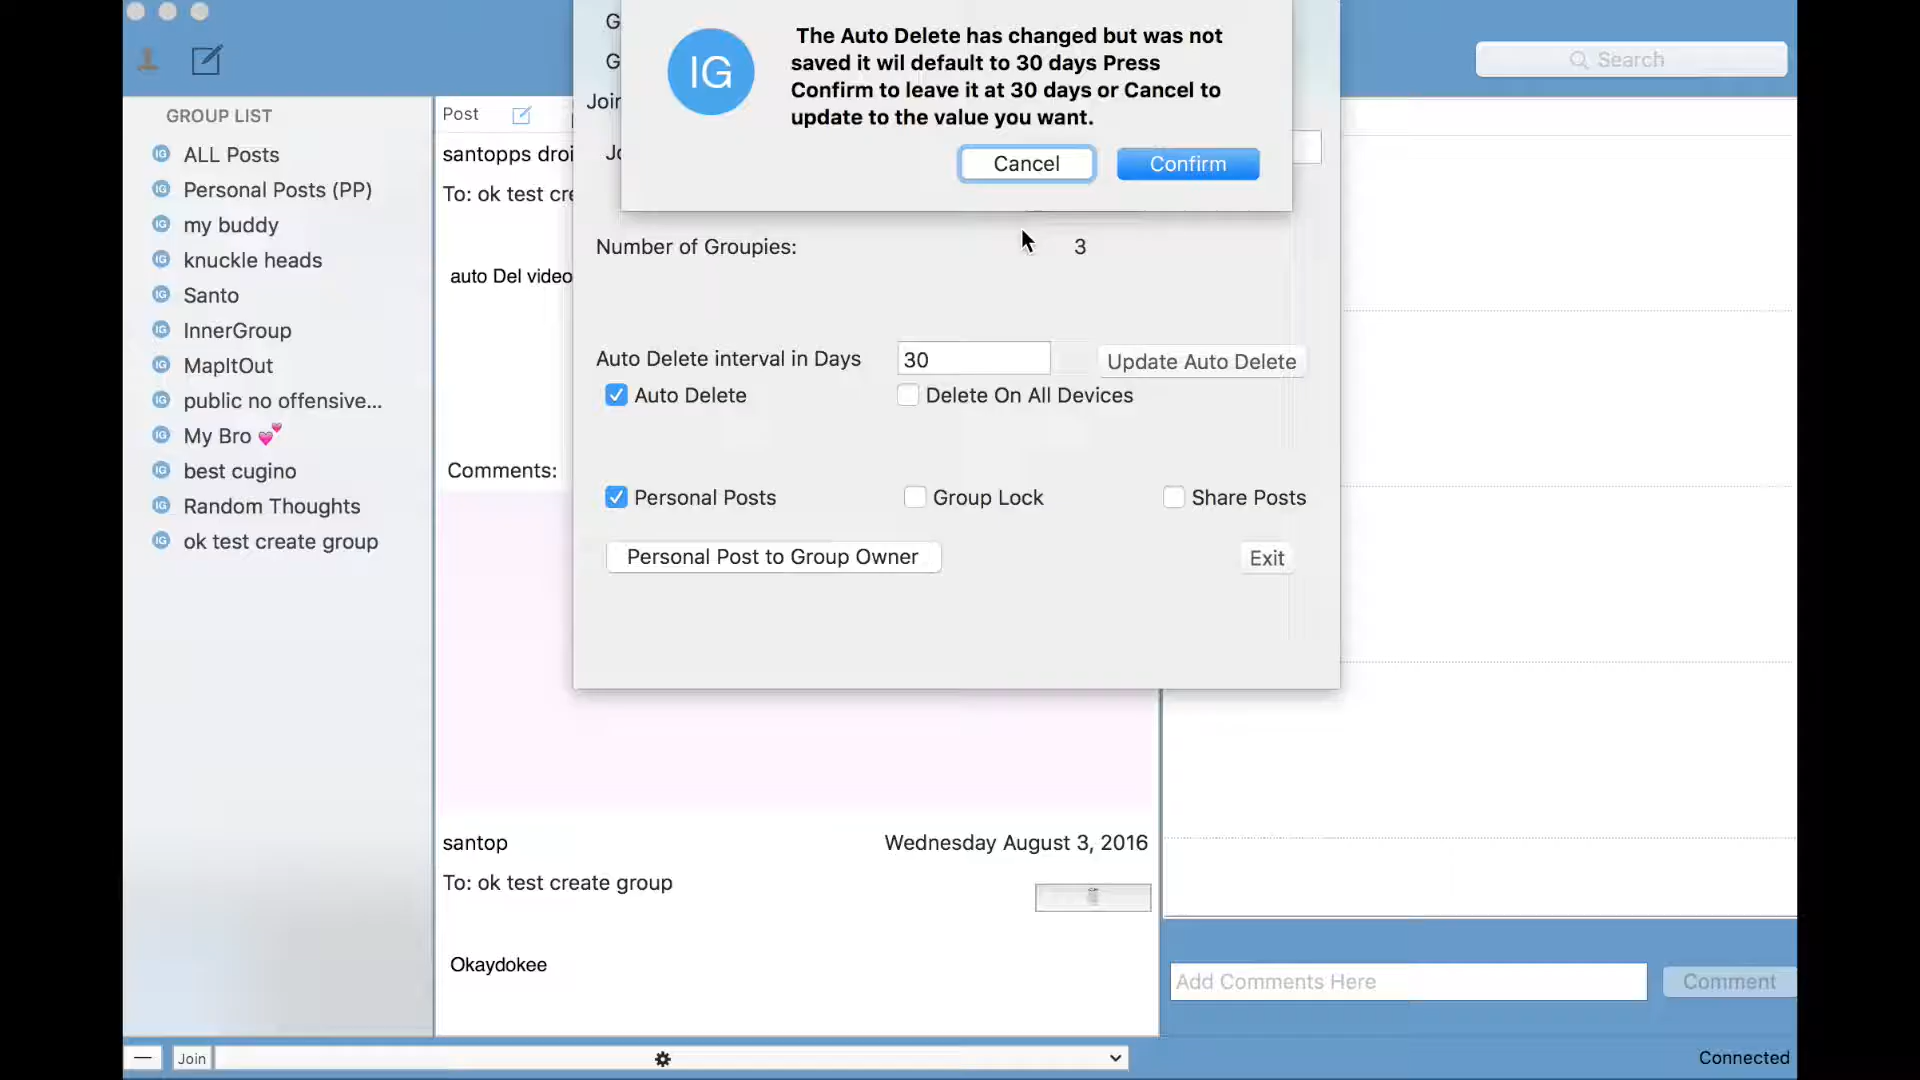 IG
The Auto Delete has changed but was not
saved it wil default to 30 days Press
Confirm to leave it at 30 days or Cancel to
update to the value you want.
Cancel
Confirm
Search
GROUP LIST
ALL Posts
Personal Posts (PP)
my buddy
knuckle heads
Santo
InnerGroup
MapItOut
public no offensive...
My Bro 💕
best cugino
Random Thoughts
ok test create group
Post
santopps droi
To: ok test cre
auto Del video
Comments:
G
G
Join
Number of Groupies:
3
Auto Delete interval in Days
30
Update Auto Delete
Auto Delete
Delete On All Devices
Personal Posts
Group Lock
Share Posts
Personal Post to Group Owner
Exit
santop
Wednesday August 3, 2016
To: ok test create group
Okaydokee
Add Comments Here
Comment
Join
Connected